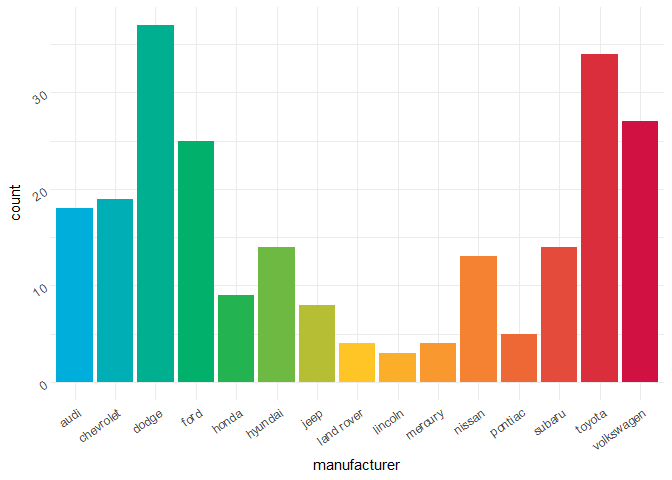 30
20
10
0
count
audi
chevrolet
dodge
ford
honda
hyundai
jeep
land rover
lincoln
mercury
nissan
pontiac
subaru
toyota
volkswagen
manufacturer